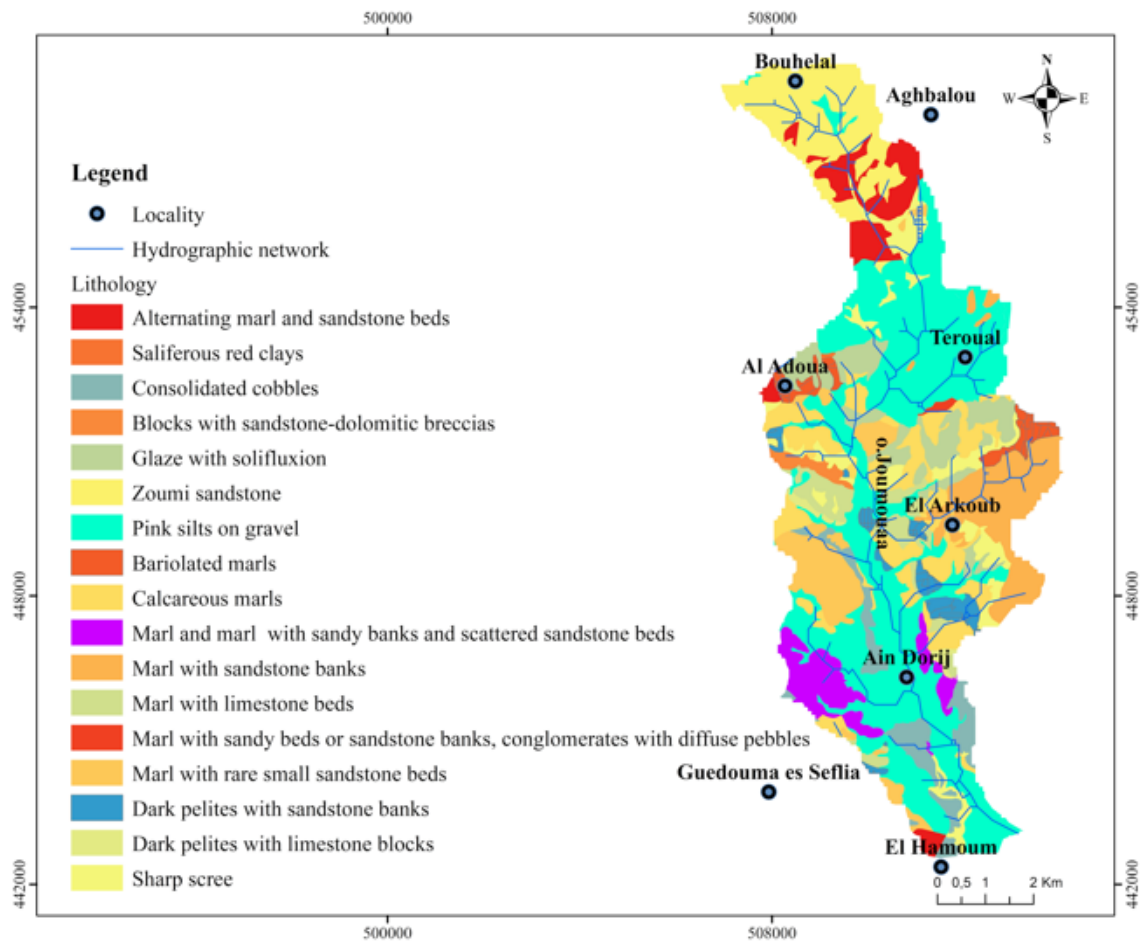 500000
508000
Bouhelal
Aghbalou
N
W
E
S
Legend
Locality
Hydrographic network
Lithology
Alternating marl and sandstone beds
Saliferous red clays
Consolidated cobbles
Blocks with sandstone-dolomitic breccias
Glaze with solifluxion
Zoumi sandstone
Pink silts on gravel
Bariolated marls
Calcareous marls
Marl and marl with sandy banks and scattered sandstone beds
Marl with sandstone banks
Marl with limestone beds
Marl with sandy beds or sandstone banks, conglomerates with diffuse pebbles
Marl with rare small sandstone beds
Dark pelites with sandstone banks
Dark pelites with limestone blocks
Sharp scree
454000
454000
Teroual
Al Adoua
o.Joumouaa
El Arkoub
448000
448000
Ain Dorij
Guedouma es Seflia
El Hamoum
0 0,5 1 2 Km
442000
442000
500000
508000